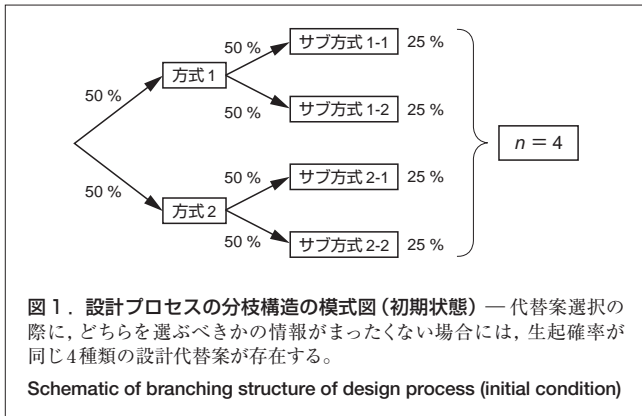 50 %
サブ方式 1-1
25 %
方式 1
50 %
50 %
サブ方式 1-2
25 %
n = 4
50 %
50 %
サブ方式 2-1
25 %
方式 2
50 %
サブ方式 2-2
25 %
図1. 設計プロセスの分枝構造の模式図（初期状態） — 代替案選択の
際に，どちらを選ぶべきかの情報がまったくない場合には，生起確率が
同じ4種類の設計代替案が存在する。
Schematic of branching structure of design process (initial condition)